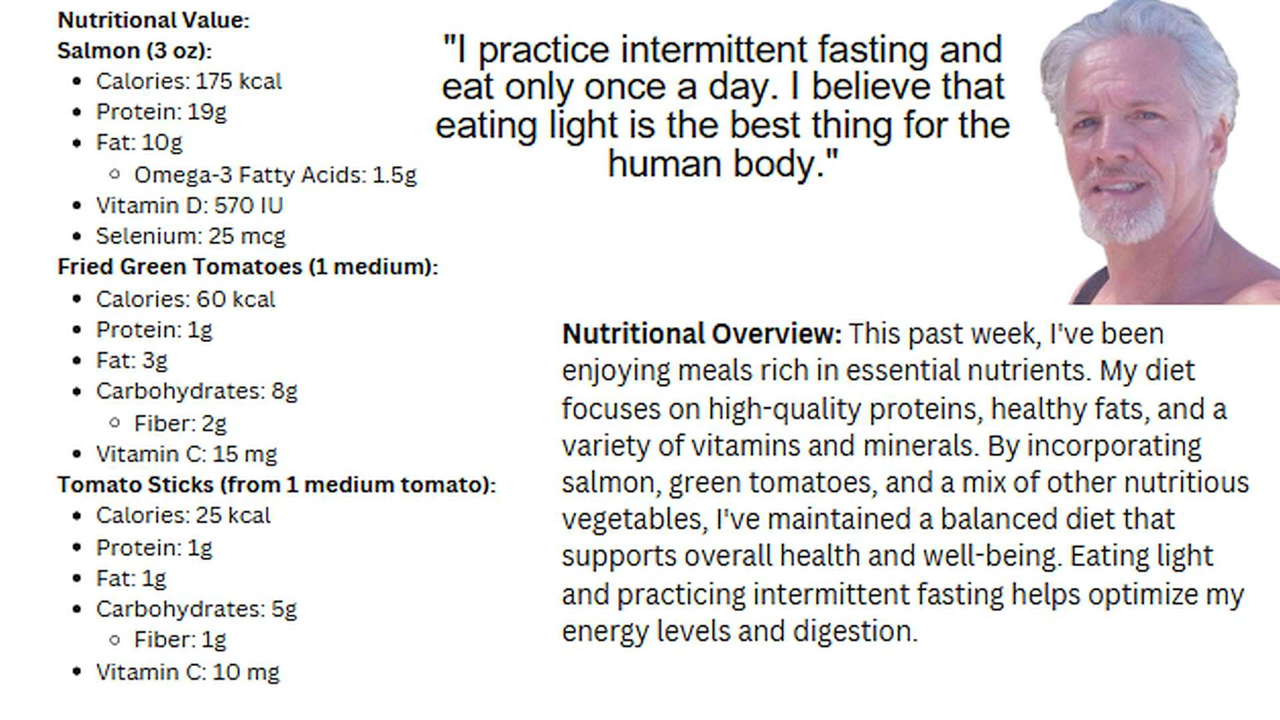 Nutritional Value:
Salmon (3 oz):
• Calories: 175 kcal
• Protein: 19g
• Fat: 10g
○ Omega-3 Fatty Acids: 1.5g
• Vitamin D: 570 IU
• Selenium: 25 mcg
Fried Green Tomatoes (1 medium):
• Calories: 60 kcal
• Protein: 1g
• Fat: 3g
• Carbohydrates: 8g
○ Fiber: 2g
• Vitamin C: 15 mg
Tomato Sticks (from 1 medium tomato):
• Calories: 25 kcal
• Protein: 1g
• Fat: 1g
• Carbohydrates: 5g
○ Fiber: 1g
• Vitamin C: 10 mg
"I practice intermittent fasting and
eat only once a day. I believe that
eating light is the best thing for the
human body."
Nutritional Overview: This past week, I've been
enjoying meals rich in essential nutrients. My diet
focuses on high-quality proteins, healthy fats, and a
variety of vitamins and minerals. By incorporating
salmon, green tomatoes, and a mix of other nutritious
vegetables, I've maintained a balanced diet that
supports overall health and well-being. Eating light
and practicing intermittent fasting helps optimize my
energy levels and digestion.